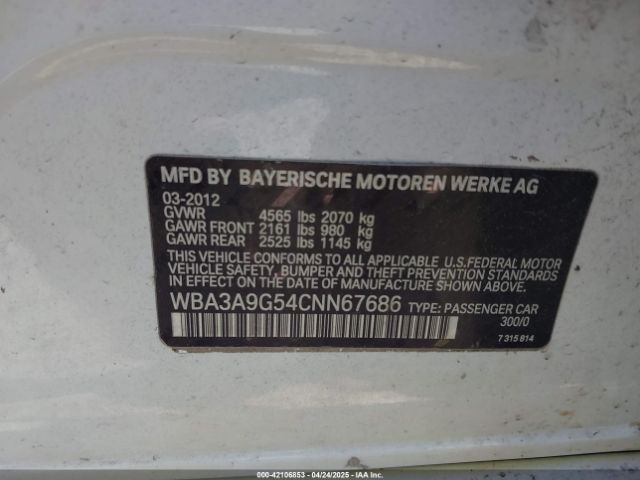 MFD BY BAYERISCHE MOTOREN WERKE AG
03-2012
GVWR 4565 lbs 2070 kg
GAWR FRONT 2161 lbs 980 kg
GAWR REAR 2525 lbs 1145 kg
THIS VEHICLE CONFORMS TO ALL APPLICABLE U.S.FEDERAL MOTOR
VEHICLE SAFETY, BUMPER AND THEFT PREVENTION STANDARDS
IN EFFECT ON THE DATE OF MANUFACTURE SHOWN ABOVE.
WBA3A9G54CNN67686 TYPE: PASSENGER CAR
300/0
7 315 814
000-42106853 / 04/24/2025 / IAA Inc.